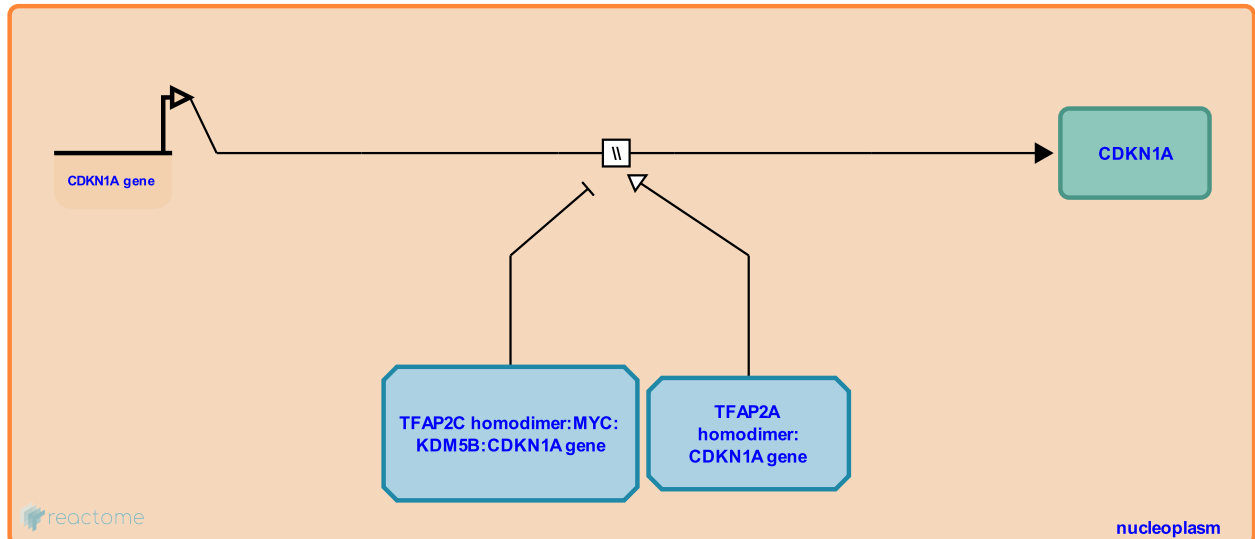 CDKN1A gene
\\
CDKN1A
TFAP2C homodimer:MYC:
KDM5B:CDKN1A gene
TFAP2A
homodimer:
CDKN1A gene
reactome
nucleoplasm